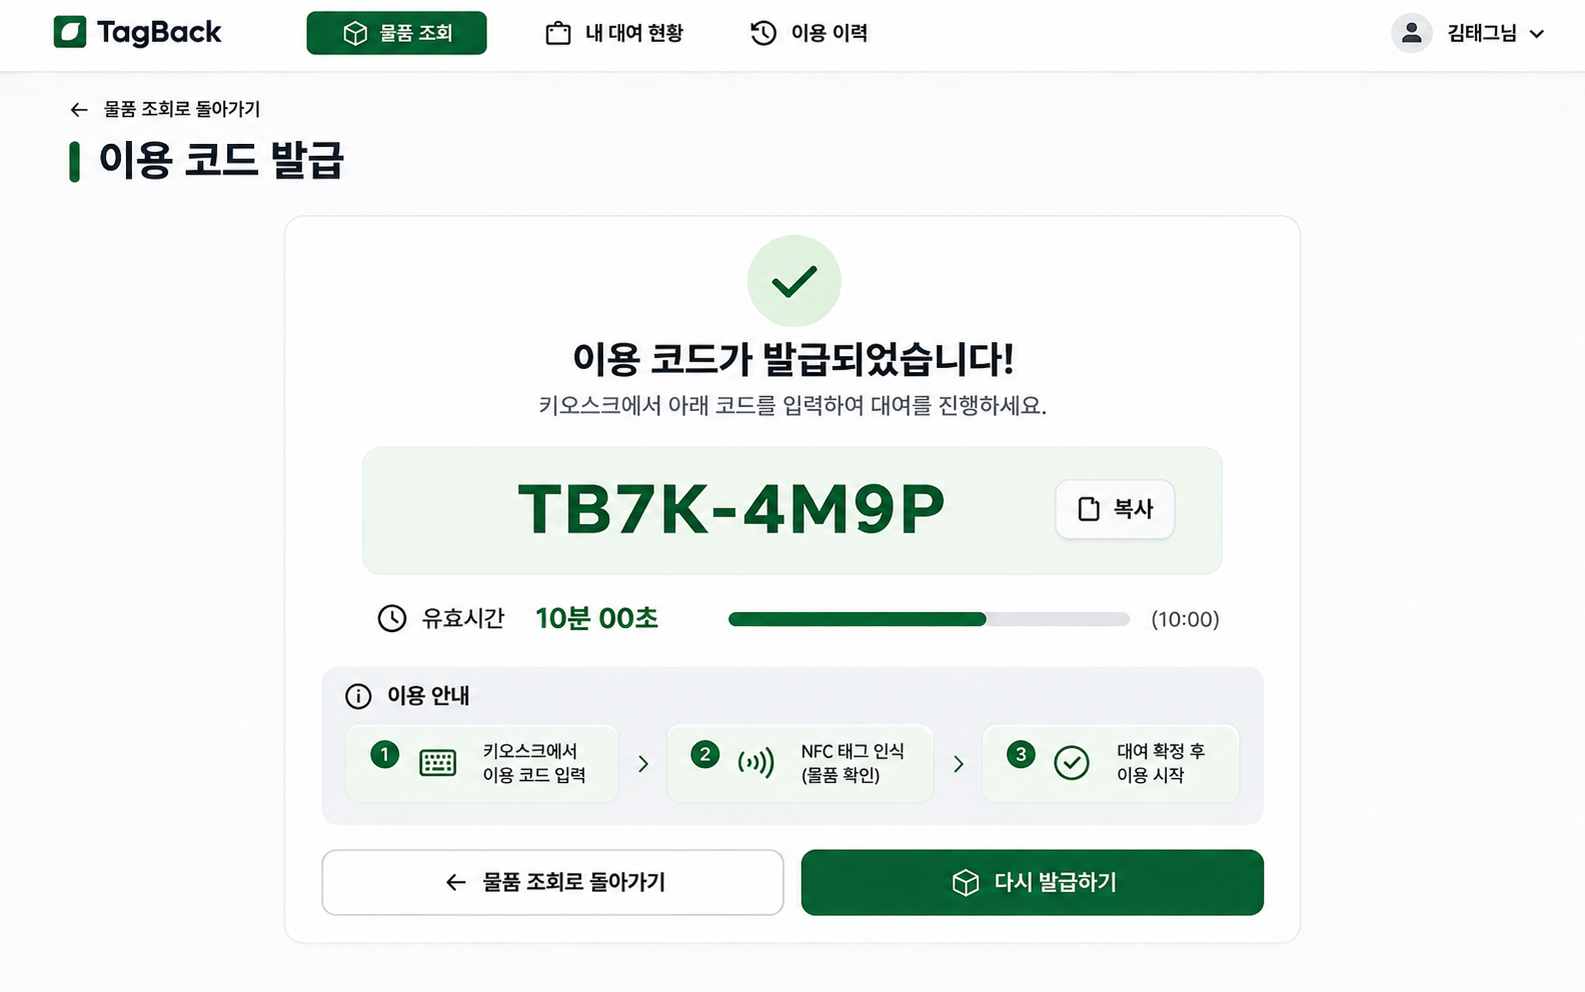 TagBack
물품 조회
내 대여 현황
이용 이력
김태그님
물품 조회로 돌아가기
이용 코드 발급
이용 코드가 발급되었습니다!
키오스크에서 아래 코드를 입력하여 대여를 진행하세요.
TB7K-4M9P
복사
유효시간 10분 00초 (10:00)
이용 안내
1
키오스크에서
이용 코드 입력
2
NFC 태그 인식
(물품 확인)
3
대여 확정 후
이용 시작
물품 조회로 돌아가기
다시 발급하기